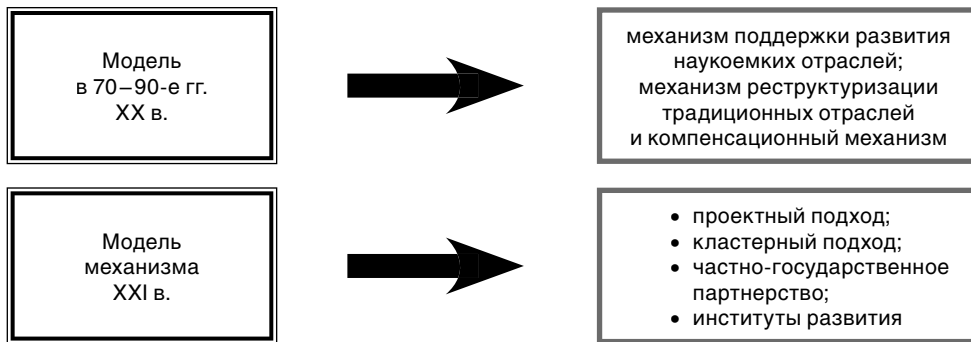 Модель
в 70–90-е гг.
XX в.
механизм поддержки развития
наукоемких отраслей;
механизм реструктуризации
традиционных отраслей
и компенсационный механизм
Модель
механизма
XXI в.
• проектный подход;
• кластерный подход;
• частно-государственное
партнерство;
• институты развития